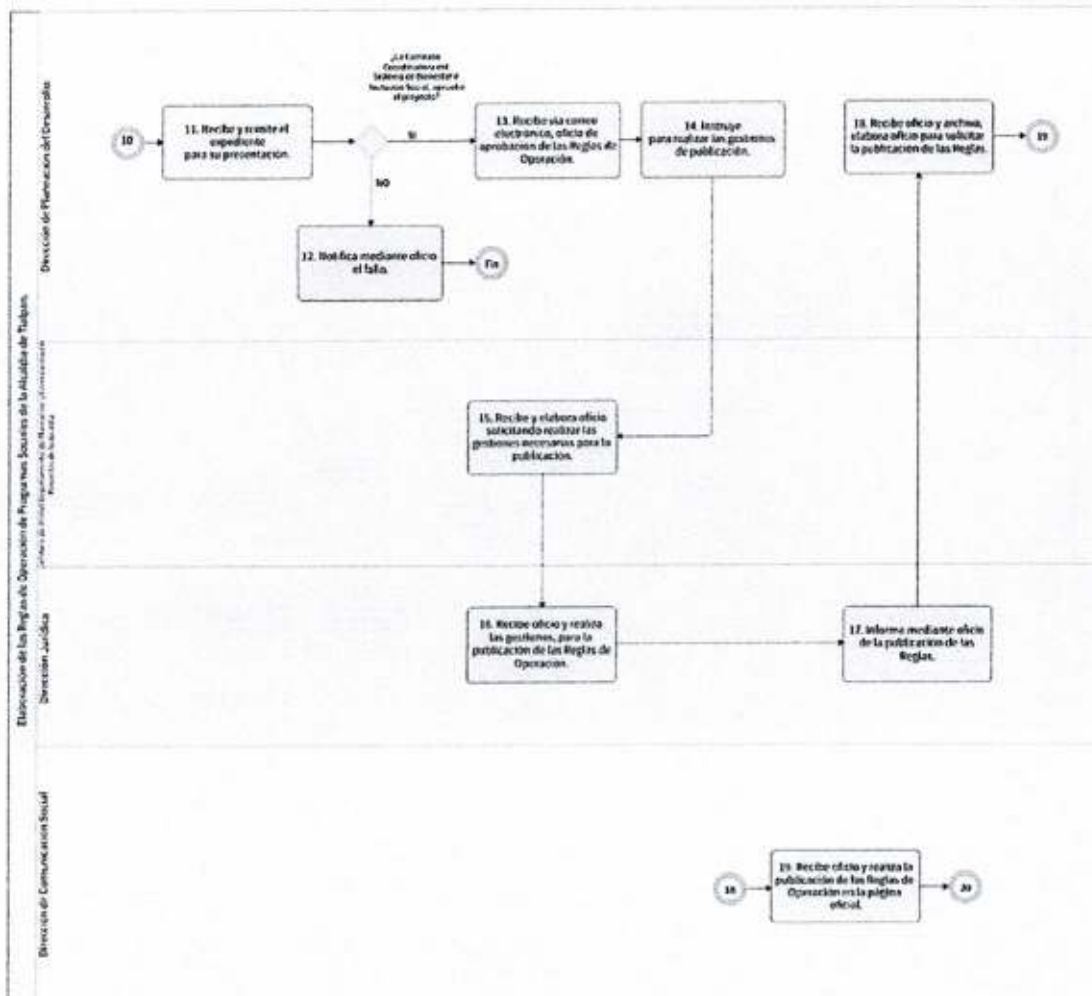 Elaboración de las Reglas de Operación de Programas Sociales de la Alcaldía de Tlalpan.
Dirección de Planeación del Desarrollo
10
11. Recibe y remite el
expediente
para su presentación.
¿La Comisión
Coordinadora del
Sistema de Bienestar e
Inclusión Social, aprueba
el proyecto?
SI
NO
12. Notifica mediante oficio
el fallo.
Fin
13. Recibe via correo
electrónico, oficio de
aprobación de las Reglas de
Operación.
14. Instruye
para realizar las gestiones
de publicación.
18. Recibe oficio y archiva,
elabora oficio para solicitar
la publicación de las Reglas.
19
15. Recibe y elabora oficio
solicitando realizar las
gestiones necesarias para la
publicación.
Dirección Jurídica
16. Recibe oficio y realiza
las gestiones, para la
publicación de las Reglas de
Operación.
17. Informa mediante oficio
de la publicación de las
Reglas.
Dirección de Comunicación Social
18
19. Recibe oficio y realiza la
publicación de las Reglas de
Operación en la página
oficial.
20